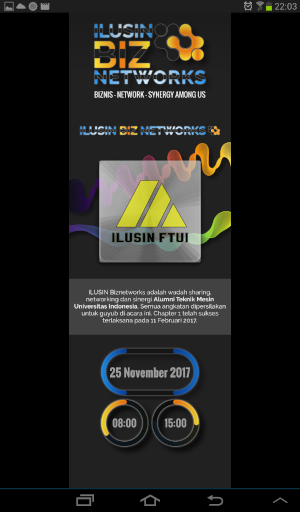 22:03
ILUSIN
BIZ
NETWORKS
BIZNIS - NETWORK - SYNERGY AMONG US
ILUSIN BIZ NETWORKS
ILUSIN FTUI
ILUSIN Biznetworks adalah wadah sharing,
networking dan sinergi Alumni Teknik Mesin
Universitas Indonesia. Semua angkatan dipersilakan
untuk guyub di acara ini. Chapter 1 telah sukses
terlaksana pada 11 Februari 2017.
25 November 2017
08:00
15:00